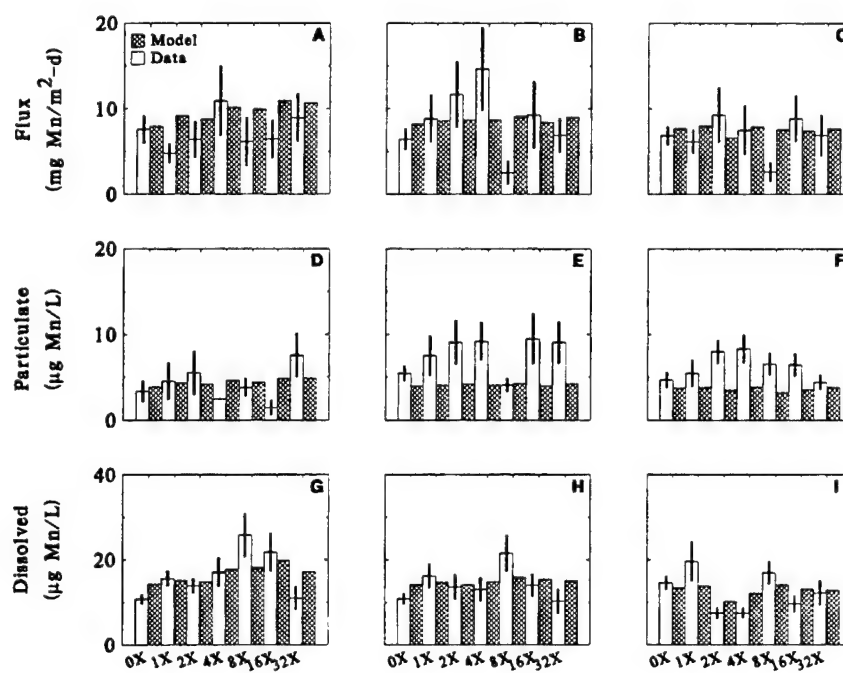 20
10
0
Flux
(mg Mn/m²-d)
Model
Data
A
B
C
20
10
0
Particulate
(µg Mn/L)
D
E
F
40
20
0
Dissolved
(µg Mn/L)
G
H
I
0X 1X 2X 4X 8X 16X 32X
0X 1X 2X 4X 8X 16X 32X
0X 1X 2X 4X 8X 16X 32X